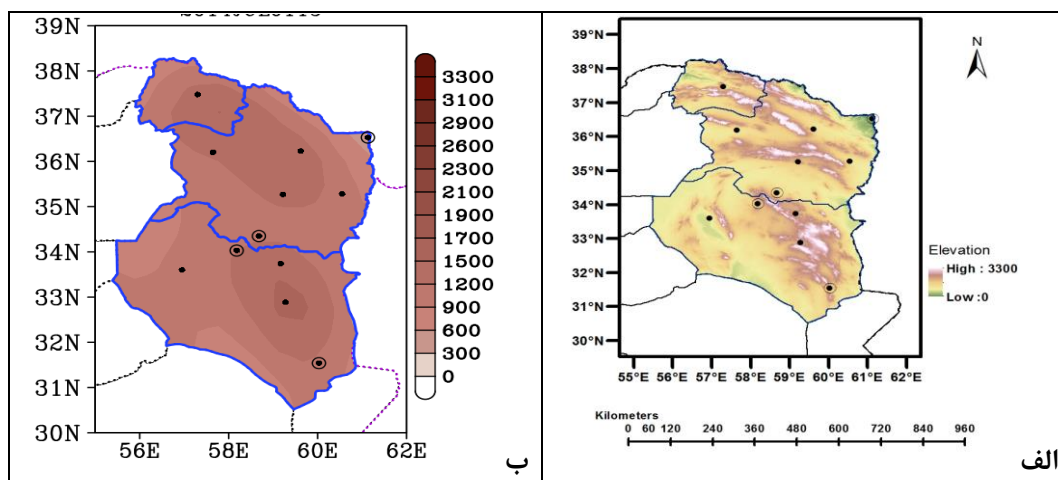 39N
38N
37N
36N
35N
34N
33N
32N
31N
30N
56E 58E 60E 62E
3300
3100
2900
2600
2300
2100
1900
1700
1500
1200
900
600
300
0
ب
39°N
38°N
37°N
36°N
35°N
34°N
33°N
32°N
31°N
30°N
55°E 56°E 57°E 58°E 59°E 60°E 61°E 62°E
N
Elevation
High : 3300
Low :0
Kilometers
0 60 120 240 360 480 600 720 840 960
الف